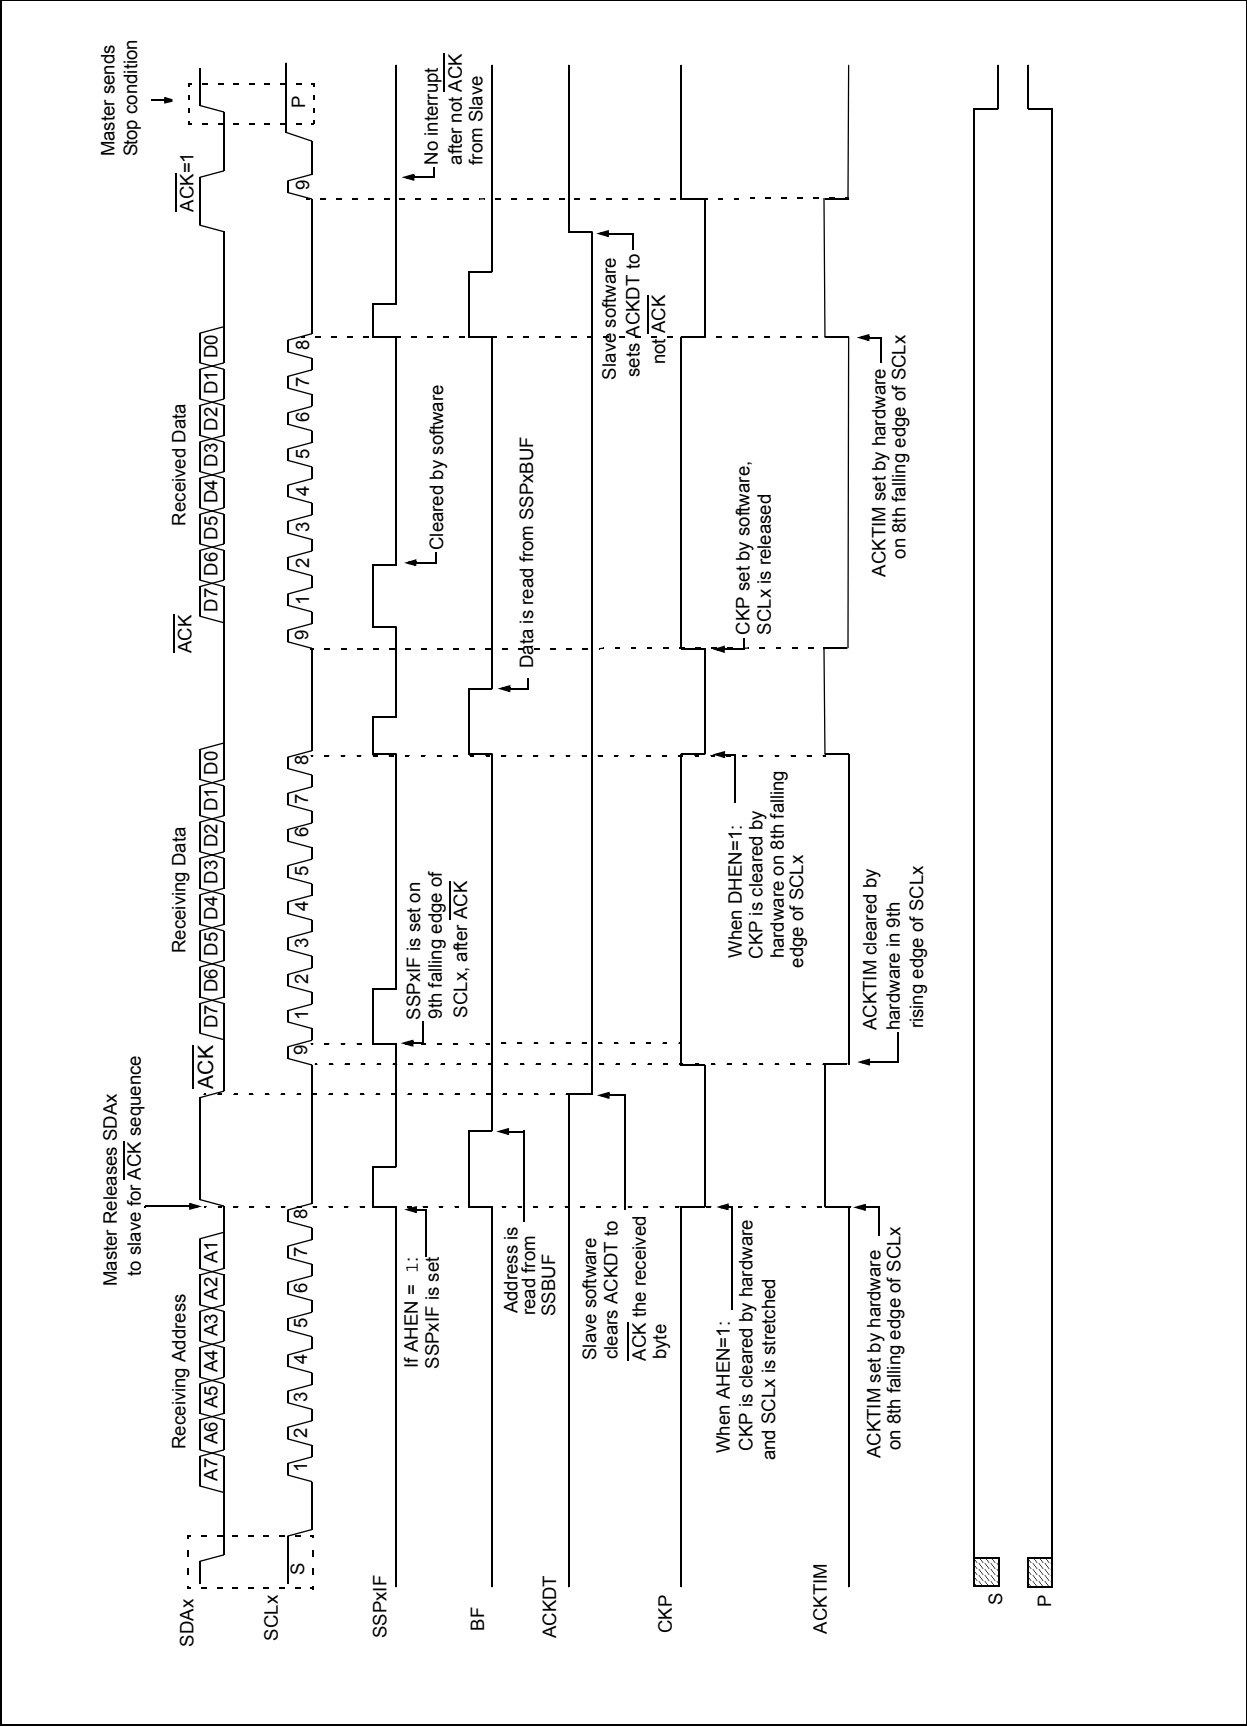 Master Releases SDAx
to slave for ACK sequence
Master sends
Stop condition
Receiving Address
Receiving Data
Received Data
ACK
ACK
ACK=1
SDAx
A7 A6 A5 A4 A3 A2 A1
D7 D6 D5 D4 D3 D2 D1 D0
D7 D6 D5 D4 D3 D2 D1 D0
SCLx
S
1 2 3 4 5 6 7 8 9
1 2 3 4 5 6 7 8 9
1 2 3 4 5 6 7 8 9
P
SSPxIF
If AHEN = 1:
SSPxIF is set
SSPxIF is set on
9th falling edge of
SCLx, after ACK
Cleared by software
No interrupt
after not ACK
from Slave
BF
Address is
read from
SSBUF
Data is read from SSPxBUF
ACKDT
Slave software
clears ACKDT to
ACK the received
byte
Slave software
sets ACKDT to
not ACK
CKP
When AHEN=1:
CKP is cleared by hardware
and SCLx is stretched
When DHEN=1:
CKP is cleared by
hardware on 8th falling
edge of SCLx
CKP set by software,
SCLx is released
ACKTIM
ACKTIM set by hardware
on 8th falling edge of SCLx
ACKTIM cleared by
hardware in 9th
rising edge of SCLx
ACKTIM set by hardware
on 8th falling edge of SCLx
S
P